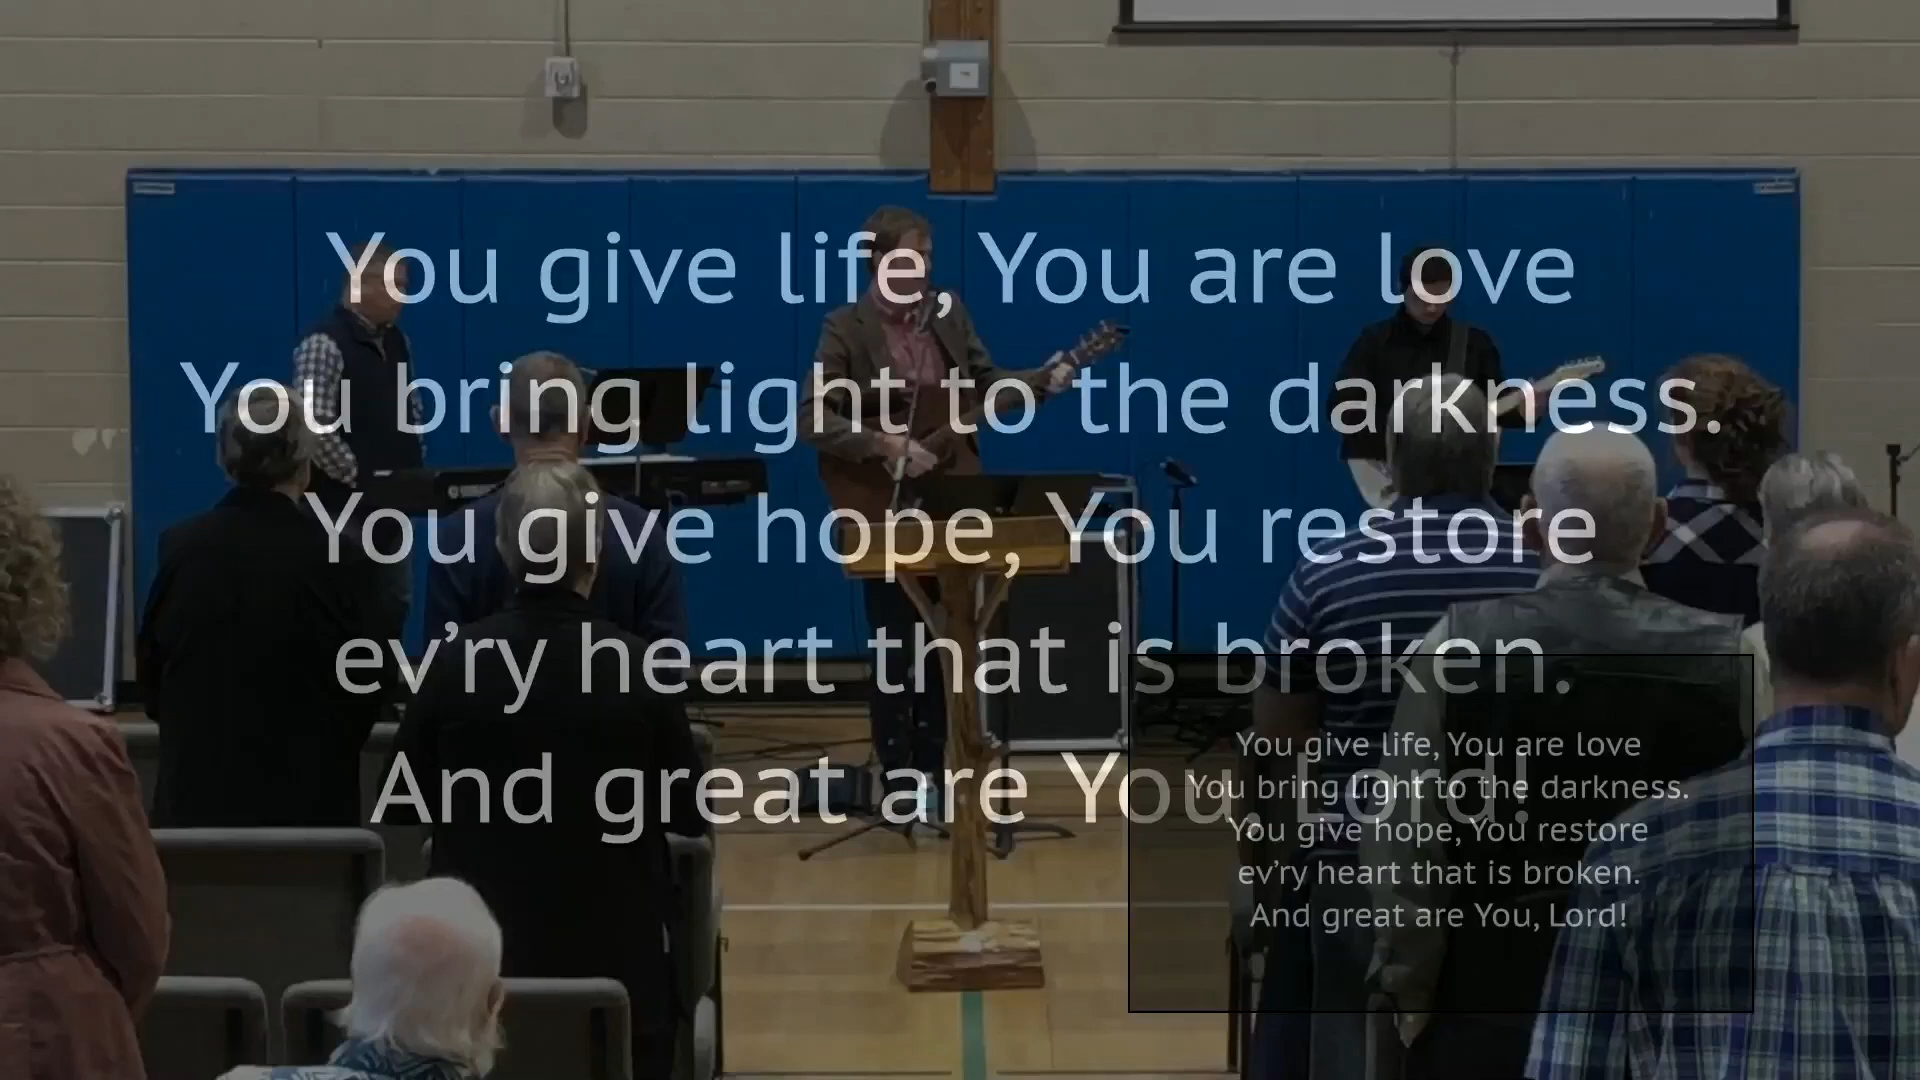 You give life, You are love
You bring light to the darkness.
You give hope, You restore
ev’ry heart that is broken.
And great are You, Lord!
You give life, You are love
You bring light to the darkness.
You give hope, You restore
ev’ry heart that is broken.
And great are You, Lord!